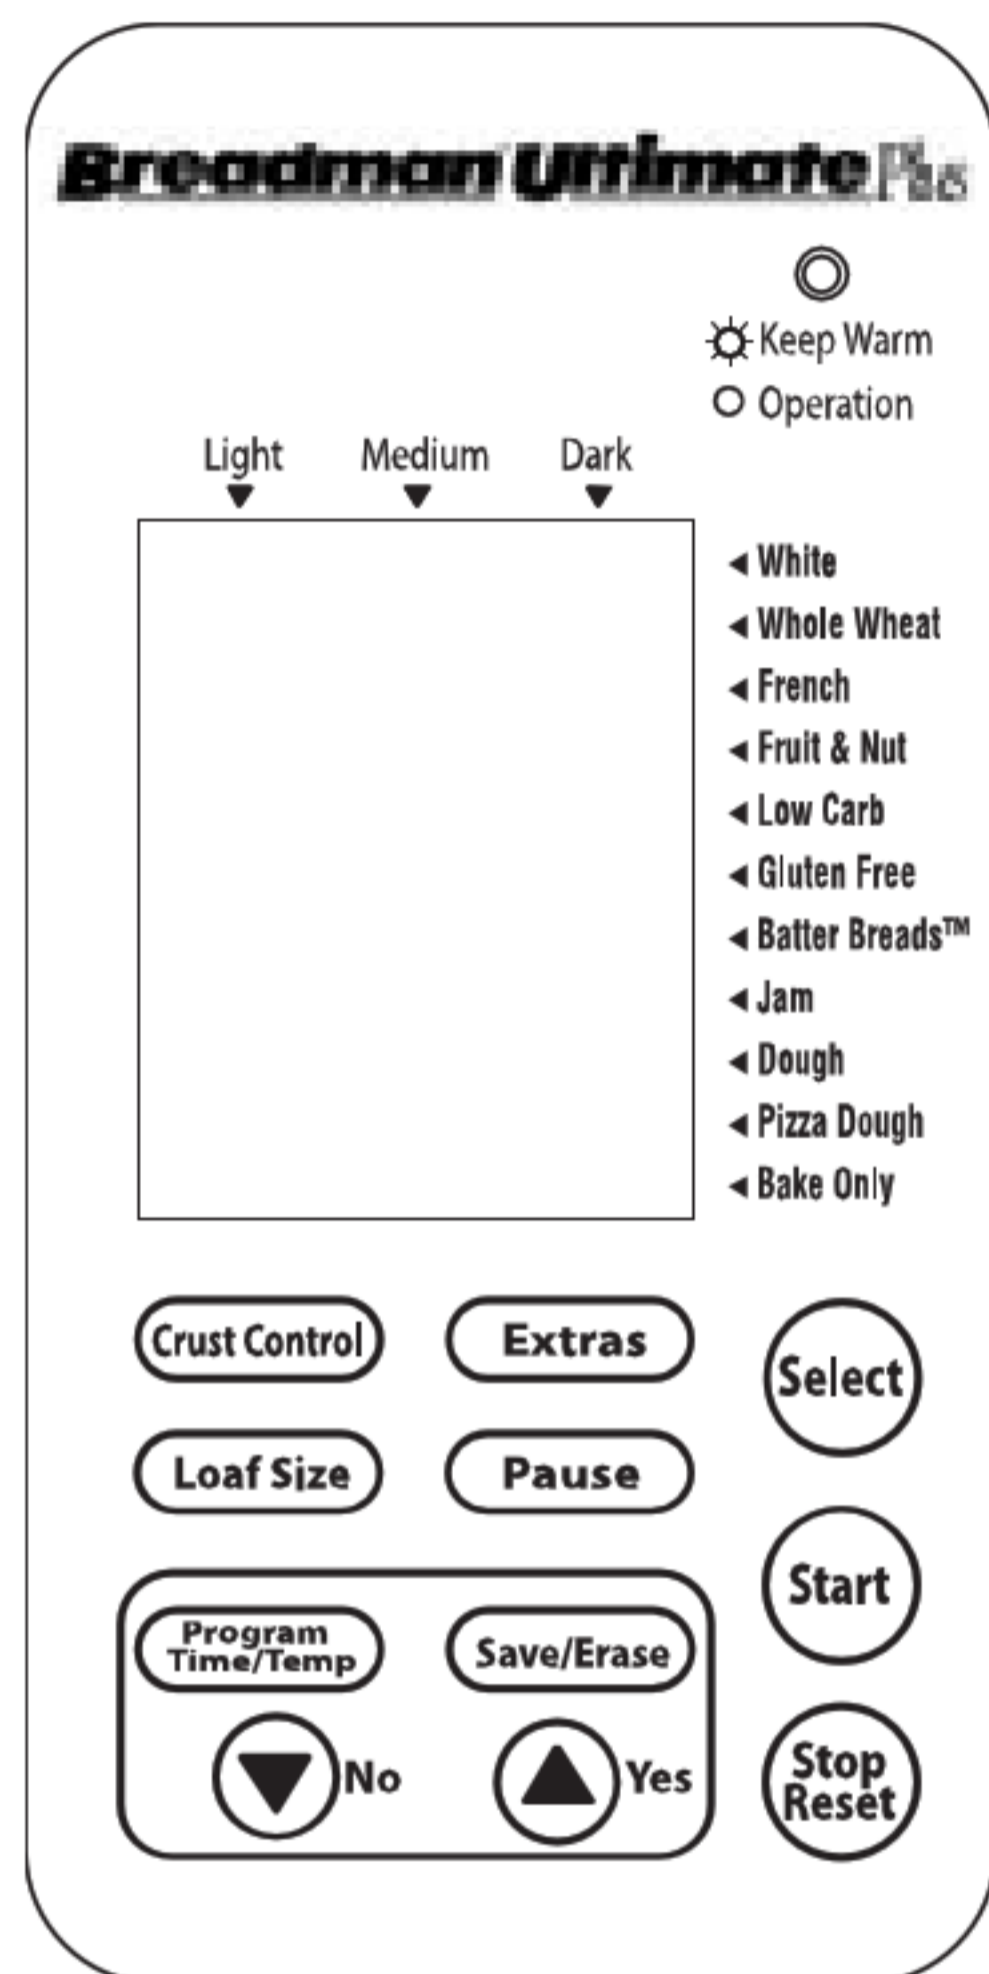 Breadman Ultimate Plus
Keep Warm
Operation
Light Medium Dark
White
Whole Wheat
French
Fruit & Nut
Low Carb
Gluten Free
Batter Breads™
Jam
Dough
Pizza Dough
Bake Only
Crust Control
Extras
Select
Loaf Size
Pause
Start
Program
Time/Temp
Save/Erase
No
Yes
Stop
Reset